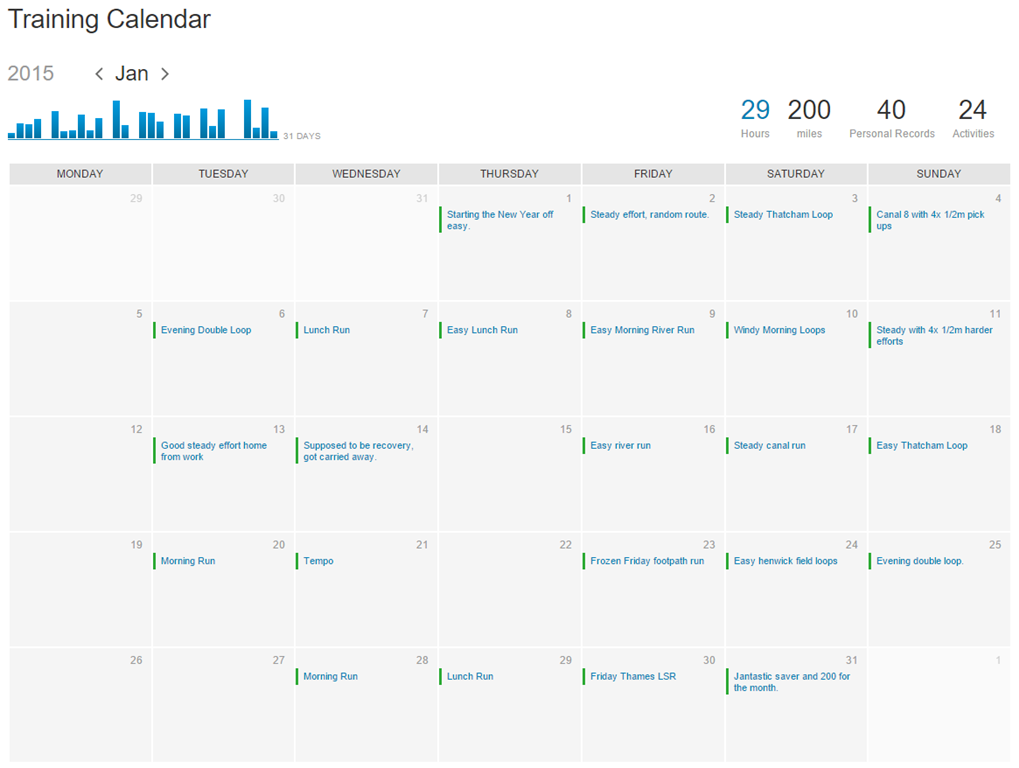 Training Calendar
2015 < Jan >
31 DAYS
29 200 40 24
Hours miles Personal Records Activities
MONDAY TUESDAY WEDNESDAY THURSDAY FRIDAY SATURDAY SUNDAY
29 30 31 1 2 3 4
Starting the New Year off Steady effort, random route. Steady Thatcham Loop Canal 8 with 4x 1/2m pick
easy. ups
5 6 7 8 9 10 11
Evening Double Loop Lunch Run Easy Lunch Run Easy Morning River Run Windy Morning Loops Steady with 4x 1/2m harder
efforts
12 13 14 15 16 17 18
Good steady effort home Supposed to be recovery, Easy river run Steady canal run Easy Thatcham Loop
from work got carried away.
19 20 21 22 23 24 25
Morning Run Tempo Frozen Friday footpath run Easy henwick field loops Evening double loop.
26 27 28 29 30 31 1
Morning Run Lunch Run Friday Thames LSR Jantastic saver and 200 for
the month.